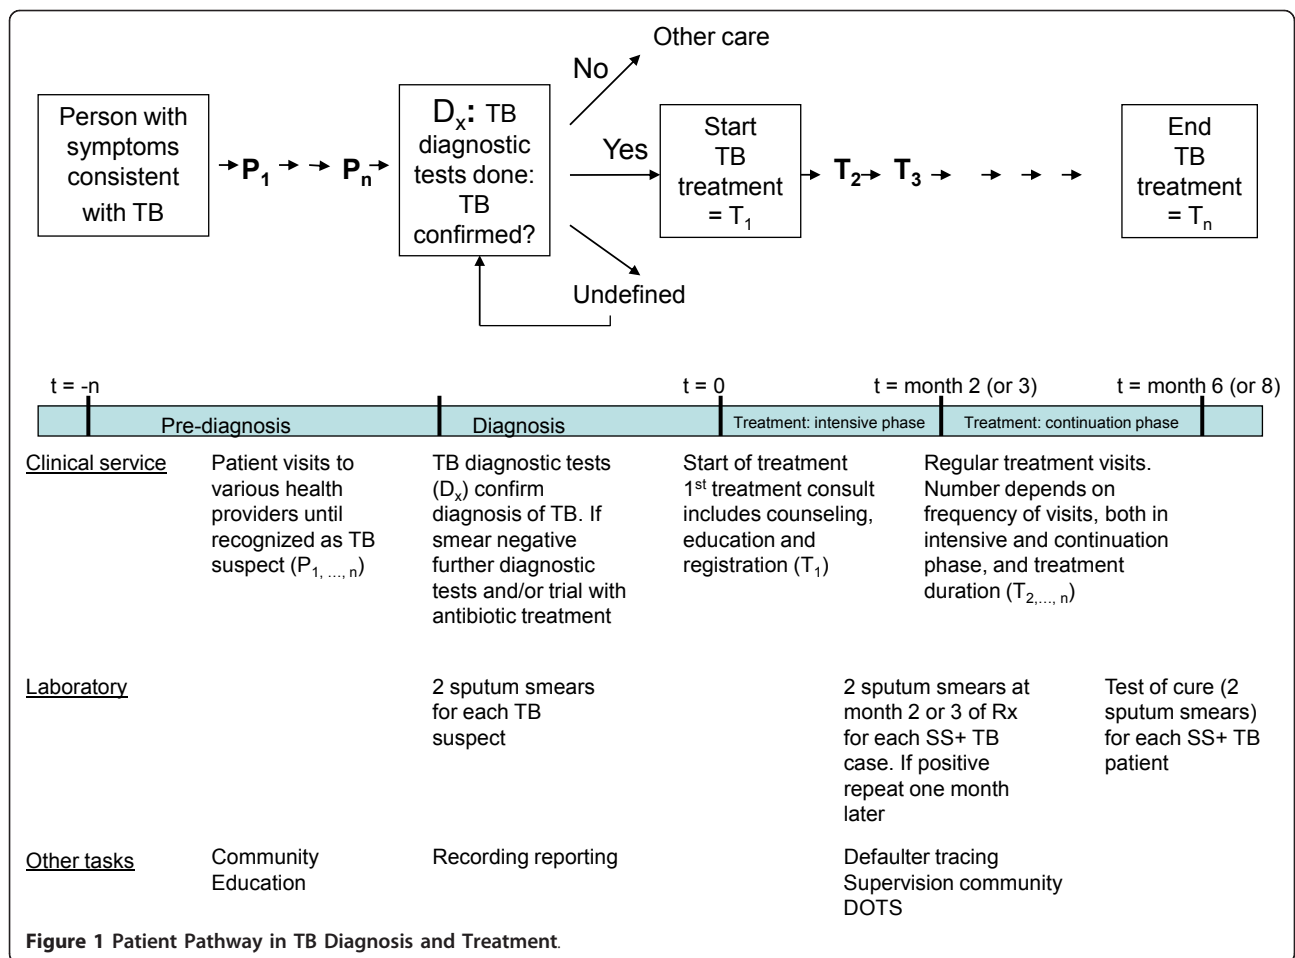 Person with
symptoms
consistent
with TB
P1
Pn
Dx: TB
diagnostic
tests done:
TB
confirmed?
No
Other care
Yes
Undefined
Start
TB
treatment
= T1
T2
T3
End
TB
treatment
= Tn
t = -n
t = 0
t = month 2 (or 3)
t = month 6 (or 8)
Pre-diagnosis
Diagnosis
Treatment: intensive phase
Treatment: continuation phase
Clinical service
Patient visits to
various health
providers until
recognized as TB
suspect (P1, ..., n)
TB diagnostic tests
(Dx) confirm
diagnosis of TB. If
smear negative
further diagnostic
tests and/or trial with
antibiotic treatment
Start of treatment
1st treatment consult
includes counseling,
education and
registration (T1)
Regular treatment visits.
Number depends on
frequency of visits, both in
intensive and continuation
phase, and treatment
duration (T2,..., n)
Laboratory
2 sputum smears
for each TB
suspect
2 sputum smears at
month 2 or 3 of Rx
for each SS+ TB
case. If positive
repeat one month
later
Test of cure (2
sputum smears)
for each SS+ TB
patient
Other tasks
Community
Education
Recording reporting
Defaulter tracing
Supervision community
DOTS
Figure 1 Patient Pathway in TB Diagnosis and Treatment.